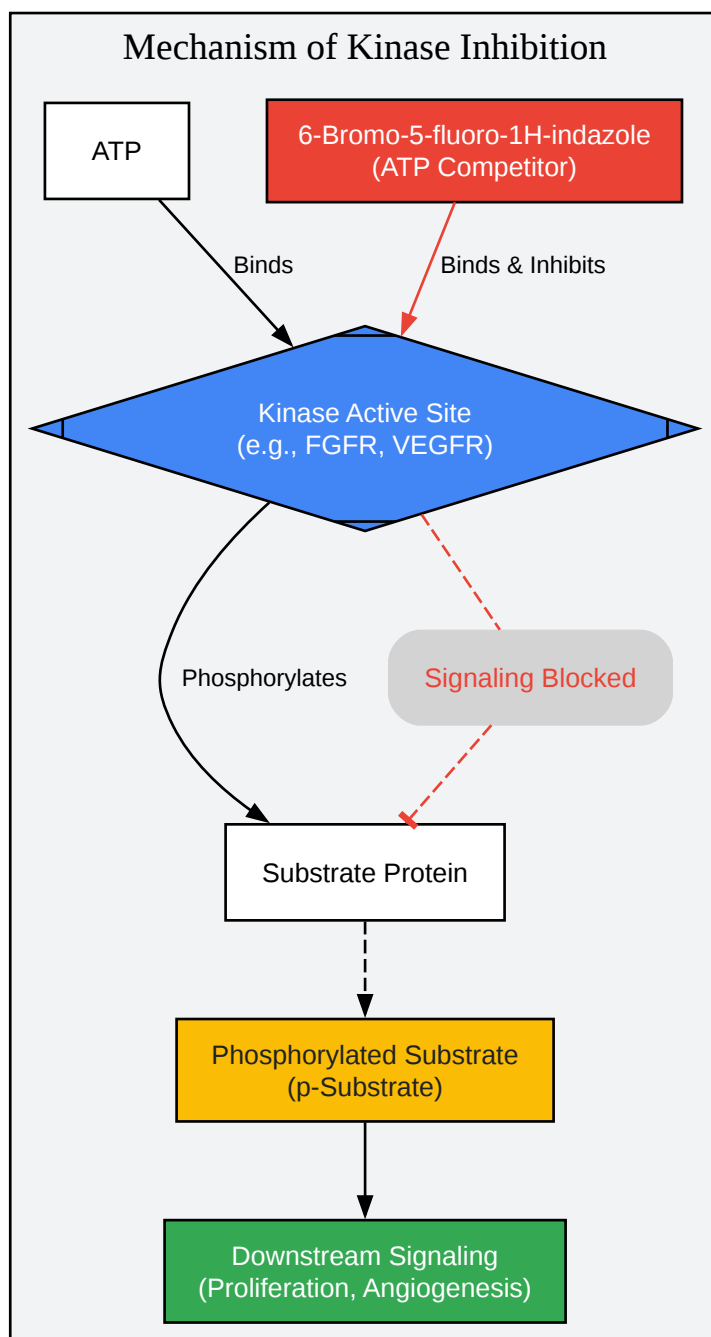 Mechanism of Kinase Inhibition
ATP
6-Bromo-5-fluoro-1H-indazole
(ATP Competitor)
Binds
Binds & Inhibits
Kinase Active Site
(e.g., FGFR, VEGFR)
Phosphorylates
Signaling Blocked
Substrate Protein
Phosphorylated Substrate
(p-Substrate)
Downstream Signaling
(Proliferation, Angiogenesis)